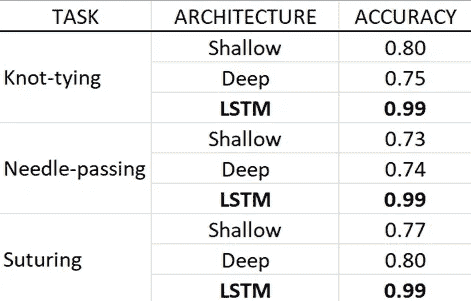 TASK ARCHITECTURE ACCURACY
Shallow 0.80
Knot-tying Deep 0.75
LSTM 0.99
Shallow 0.73
Needle-passing Deep 0.74
LSTM 0.99
Shallow 0.77
Suturing Deep 0.80
LSTM 0.99